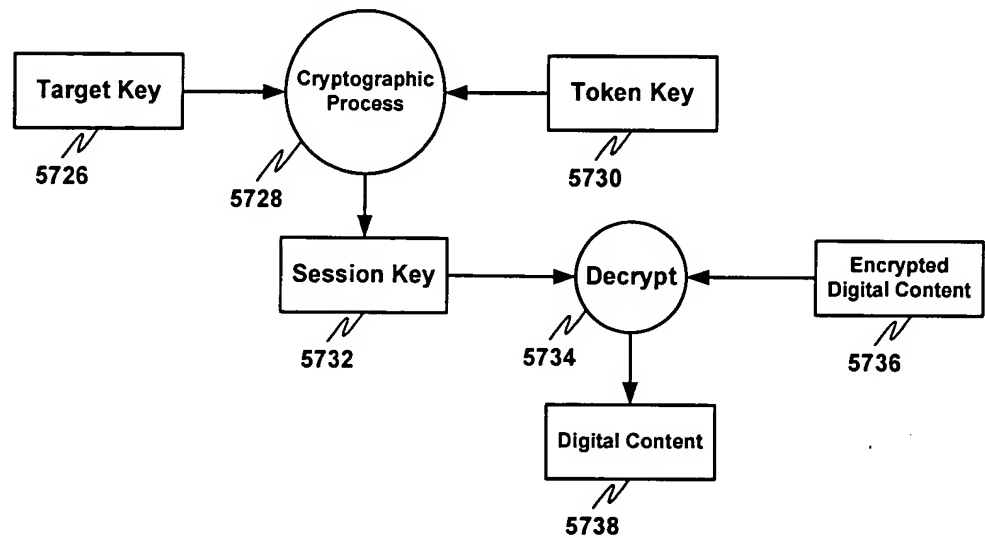 Target Key
Cryptographic
Process
Token Key
5726
5728
5730
Session Key
Decrypt
Encrypted
Digital Content
5732
5734
5736
Digital Content
5738